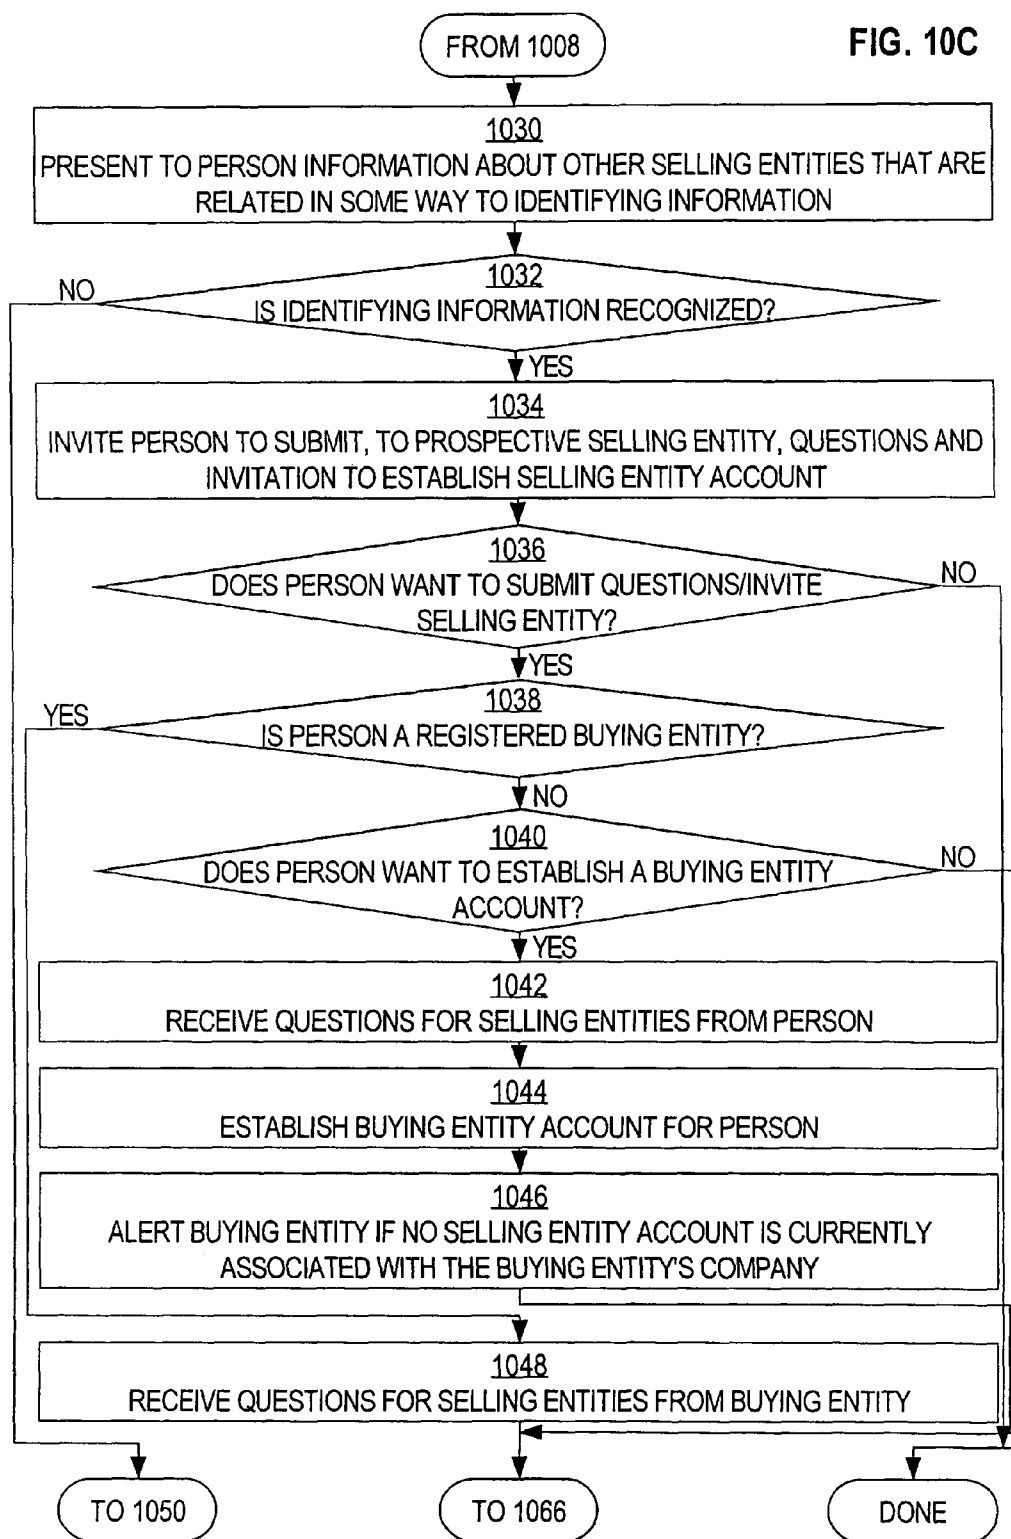 FROM 1008
FIG. 10C
1030
PRESENT TO PERSON INFORMATION ABOUT OTHER SELLING ENTITIES THAT ARE
RELATED IN SOME WAY TO IDENTIFYING INFORMATION
1032
NO
IS IDENTIFYING INFORMATION RECOGNIZED?
YES
1034
INVITE PERSON TO SUBMIT, TO PROSPECTIVE SELLING ENTITY, QUESTIONS AND
INVITATION TO ESTABLISH SELLING ENTITY ACCOUNT
1036
DOES PERSON WANT TO SUBMIT QUESTIONS/INVITE
NO
SELLING ENTITY?
YES
1038
YES
IS PERSON A REGISTERED BUYING ENTITY?
NO
1040
DOES PERSON WANT TO ESTABLISH A BUYING ENTITY
NO
ACCOUNT?
YES
1042
RECEIVE QUESTIONS FOR SELLING ENTITIES FROM PERSON
1044
ESTABLISH BUYING ENTITY ACCOUNT FOR PERSON
1046
ALERT BUYING ENTITY IF NO SELLING ENTITY ACCOUNT IS CURRENTLY
ASSOCIATED WITH THE BUYING ENTITY'S COMPANY
1048
RECEIVE QUESTIONS FOR SELLING ENTITIES FROM BUYING ENTITY
TO 1050
TO 1066
DONE